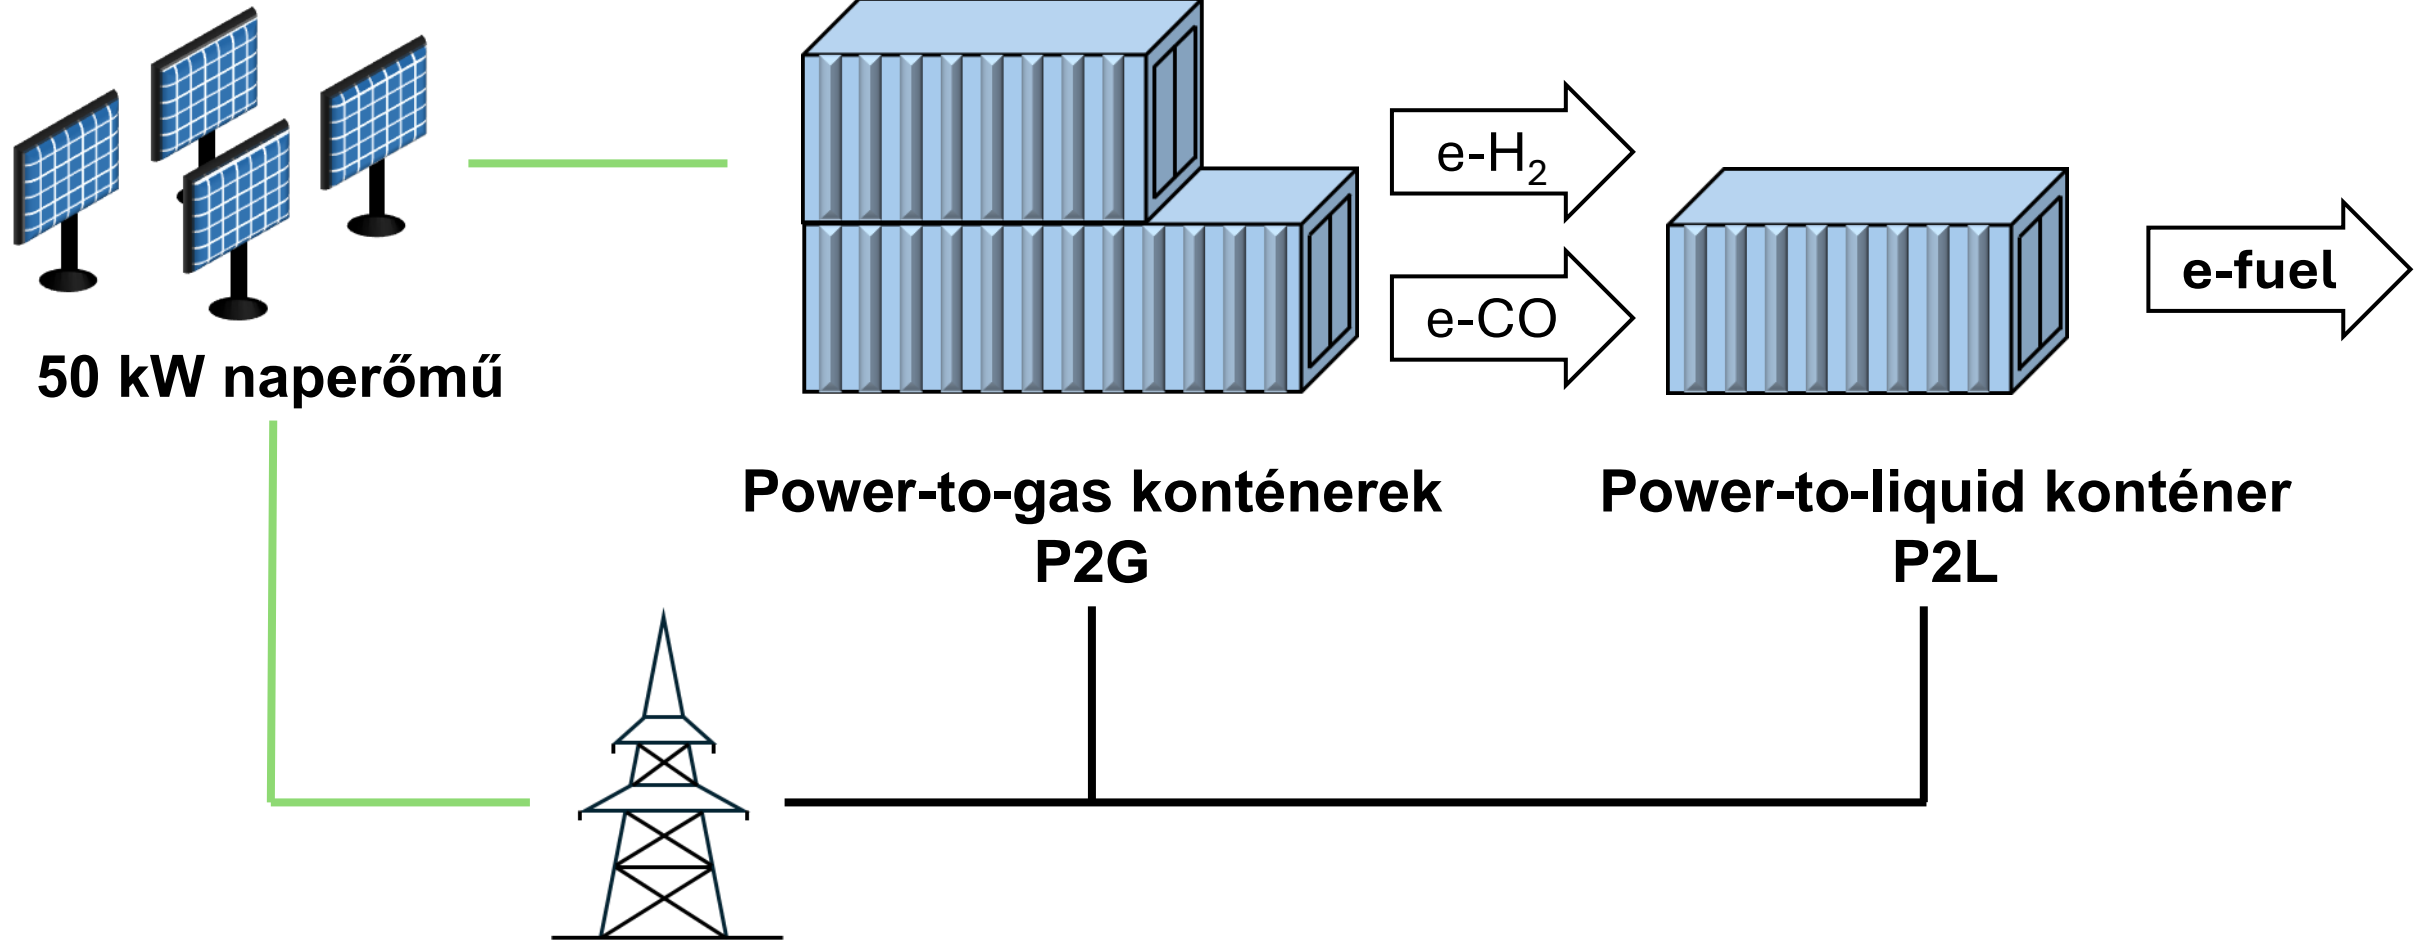 e-H₂
e-CO
e-fuel
50 kW naperőmű
Power-to-gas konténerek
P2G
Power-to-liquid konténer
P2L